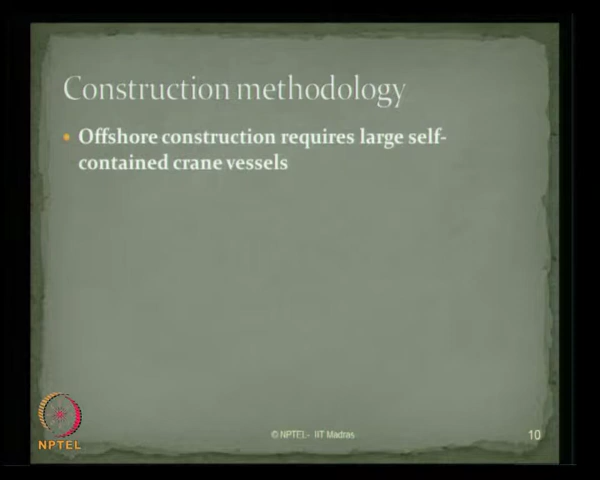 Construction methodology
• Offshore construction requires large self-
contained crane vessels
NPTEL
© NPTEL- IIT Madras
10